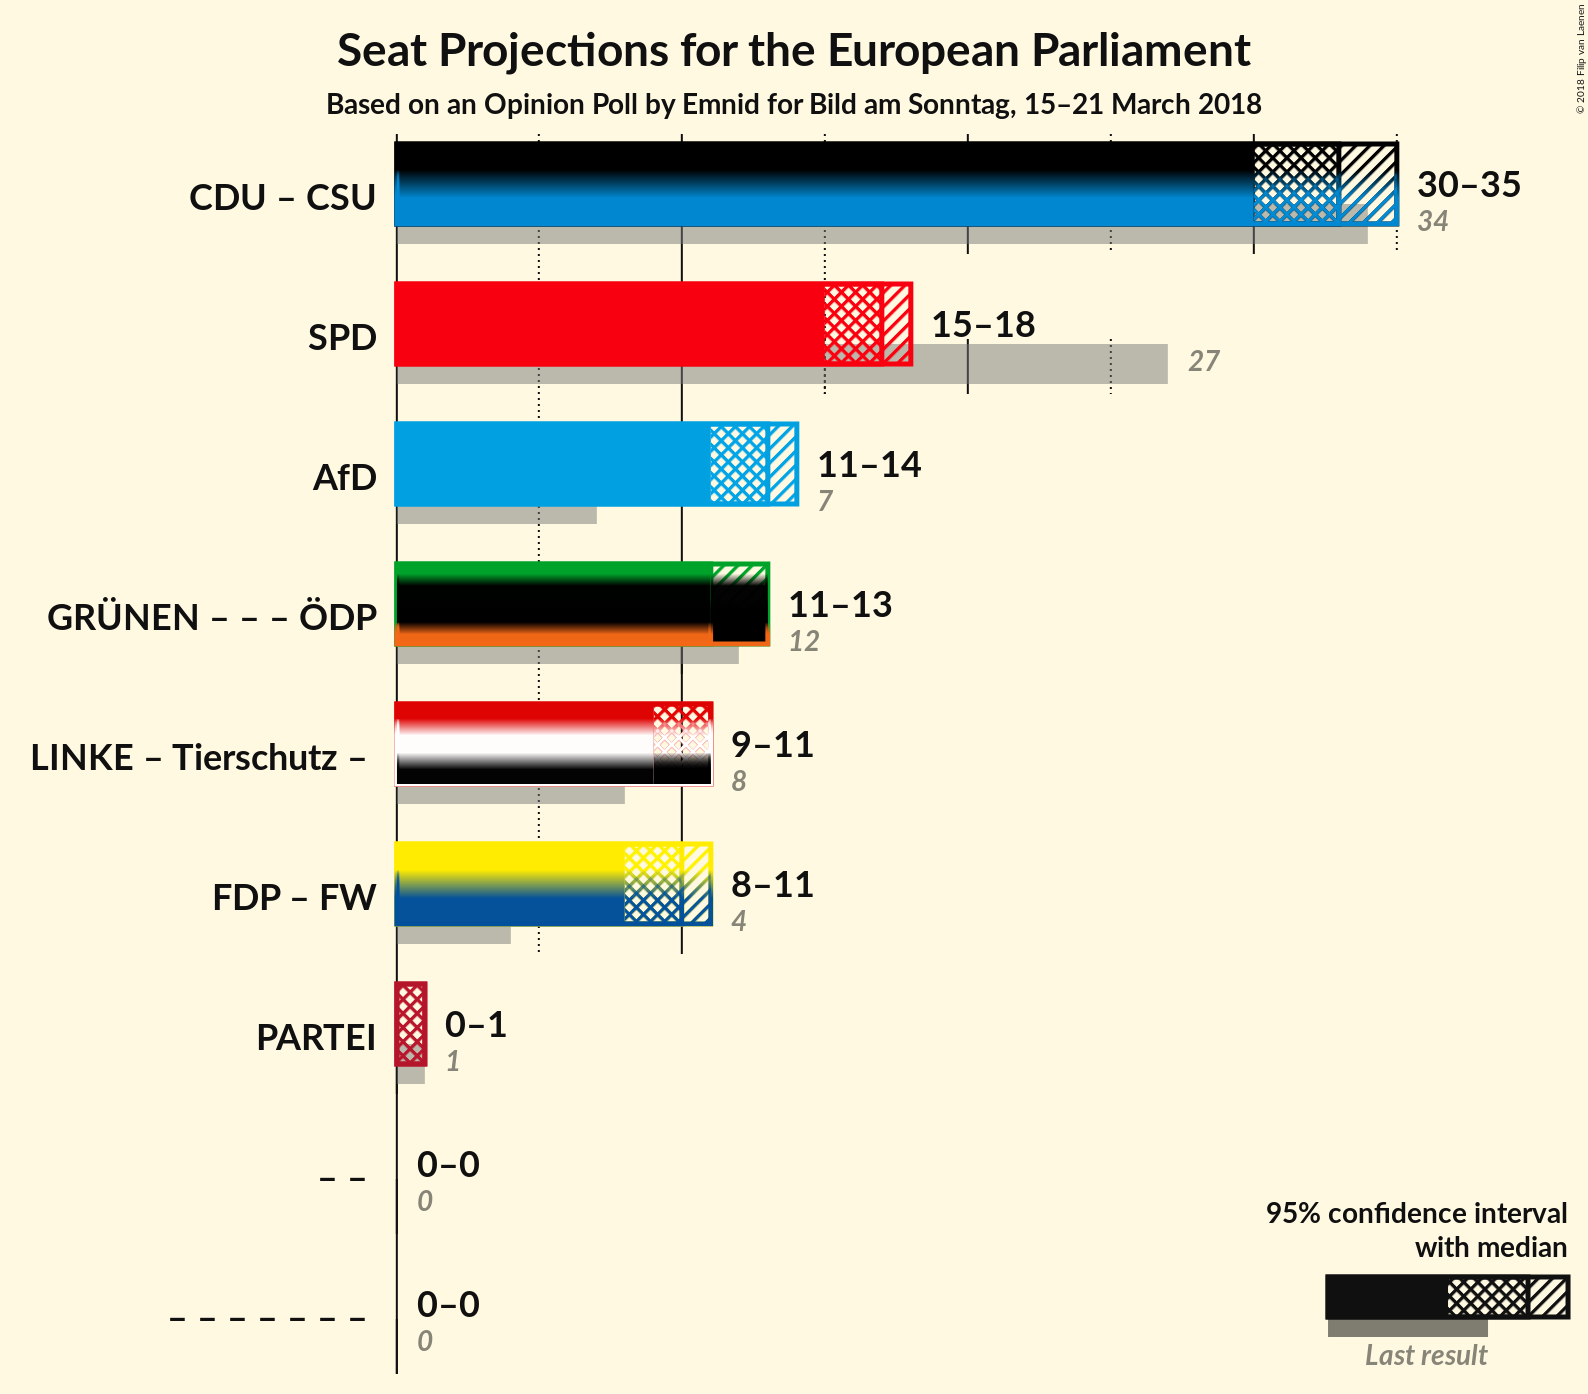 Seat Projections for the European Parliament
Based on an Opinion Poll by Emnid for Bild am Sonntag, 15–21 March 2018
© 2018 Filip van Laenen
CDU – CSU
30–35
34
SPD
15–18
27
AfD
11–14
7
GRÜNEN – – – ÖDP
11–13
12
LINKE – Tierschutz –
9–11
8
FDP – FW
8–11
4
PARTEI
0–1
1
– –
0–0
0
– – – – – – –
0–0
0
95% confidence interval
with median
Last result